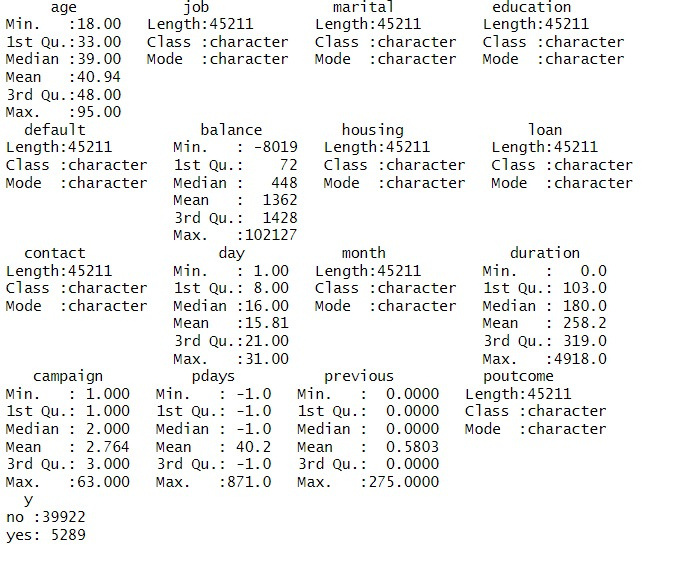 age            job              marital           education
Min.   :18.00   Length:45211       Length:45211       Length:45211
1st Qu.:33.00   Class :character   Class :character   Class :character
Median :39.00   Mode  :character   Mode  :character   Mode  :character
Mean   :40.94
3rd Qu.:48.00
Max.   :95.00
  default             balance         housing              loan
Length:45211       Min.   : -8019   Length:45211       Length:45211
Class :character   1st Qu.:    72   Class :character   Class :character
Mode  :character   Median :   448   Mode  :character   Mode  :character
                   Mean   :  1362
                   3rd Qu.:  1428
                   Max.   :102127
  contact               day           month              duration
Length:45211       Min.   : 1.00   Length:45211       Min.   :   0.0
Class :character   1st Qu.: 8.00   Class :character   1st Qu.: 103.0
Mode  :character   Median :16.00   Mode  :character   Median : 180.0
                   Mean   :15.81                      Mean   : 258.2
                   3rd Qu.:21.00                      3rd Qu.: 319.0
                   Max.   :31.00                      Max.   :4918.0
   campaign          pdays          previous          poutcome
Min.   : 1.000   Min.   : -1.0   Min.   :  0.0000   Length:45211
1st Qu.: 1.000   1st Qu.: -1.0   1st Qu.:  0.0000   Class :character
Median : 2.000   Median : -1.0   Median :  0.0000   Mode  :character
Mean   : 2.764   Mean   : 40.2   Mean   :  0.5803
3rd Qu.: 3.000   3rd Qu.: -1.0   3rd Qu.:  0.0000
Max.   :63.000   Max.   :871.0   Max.   :275.0000
  y
no :39922
yes: 5289